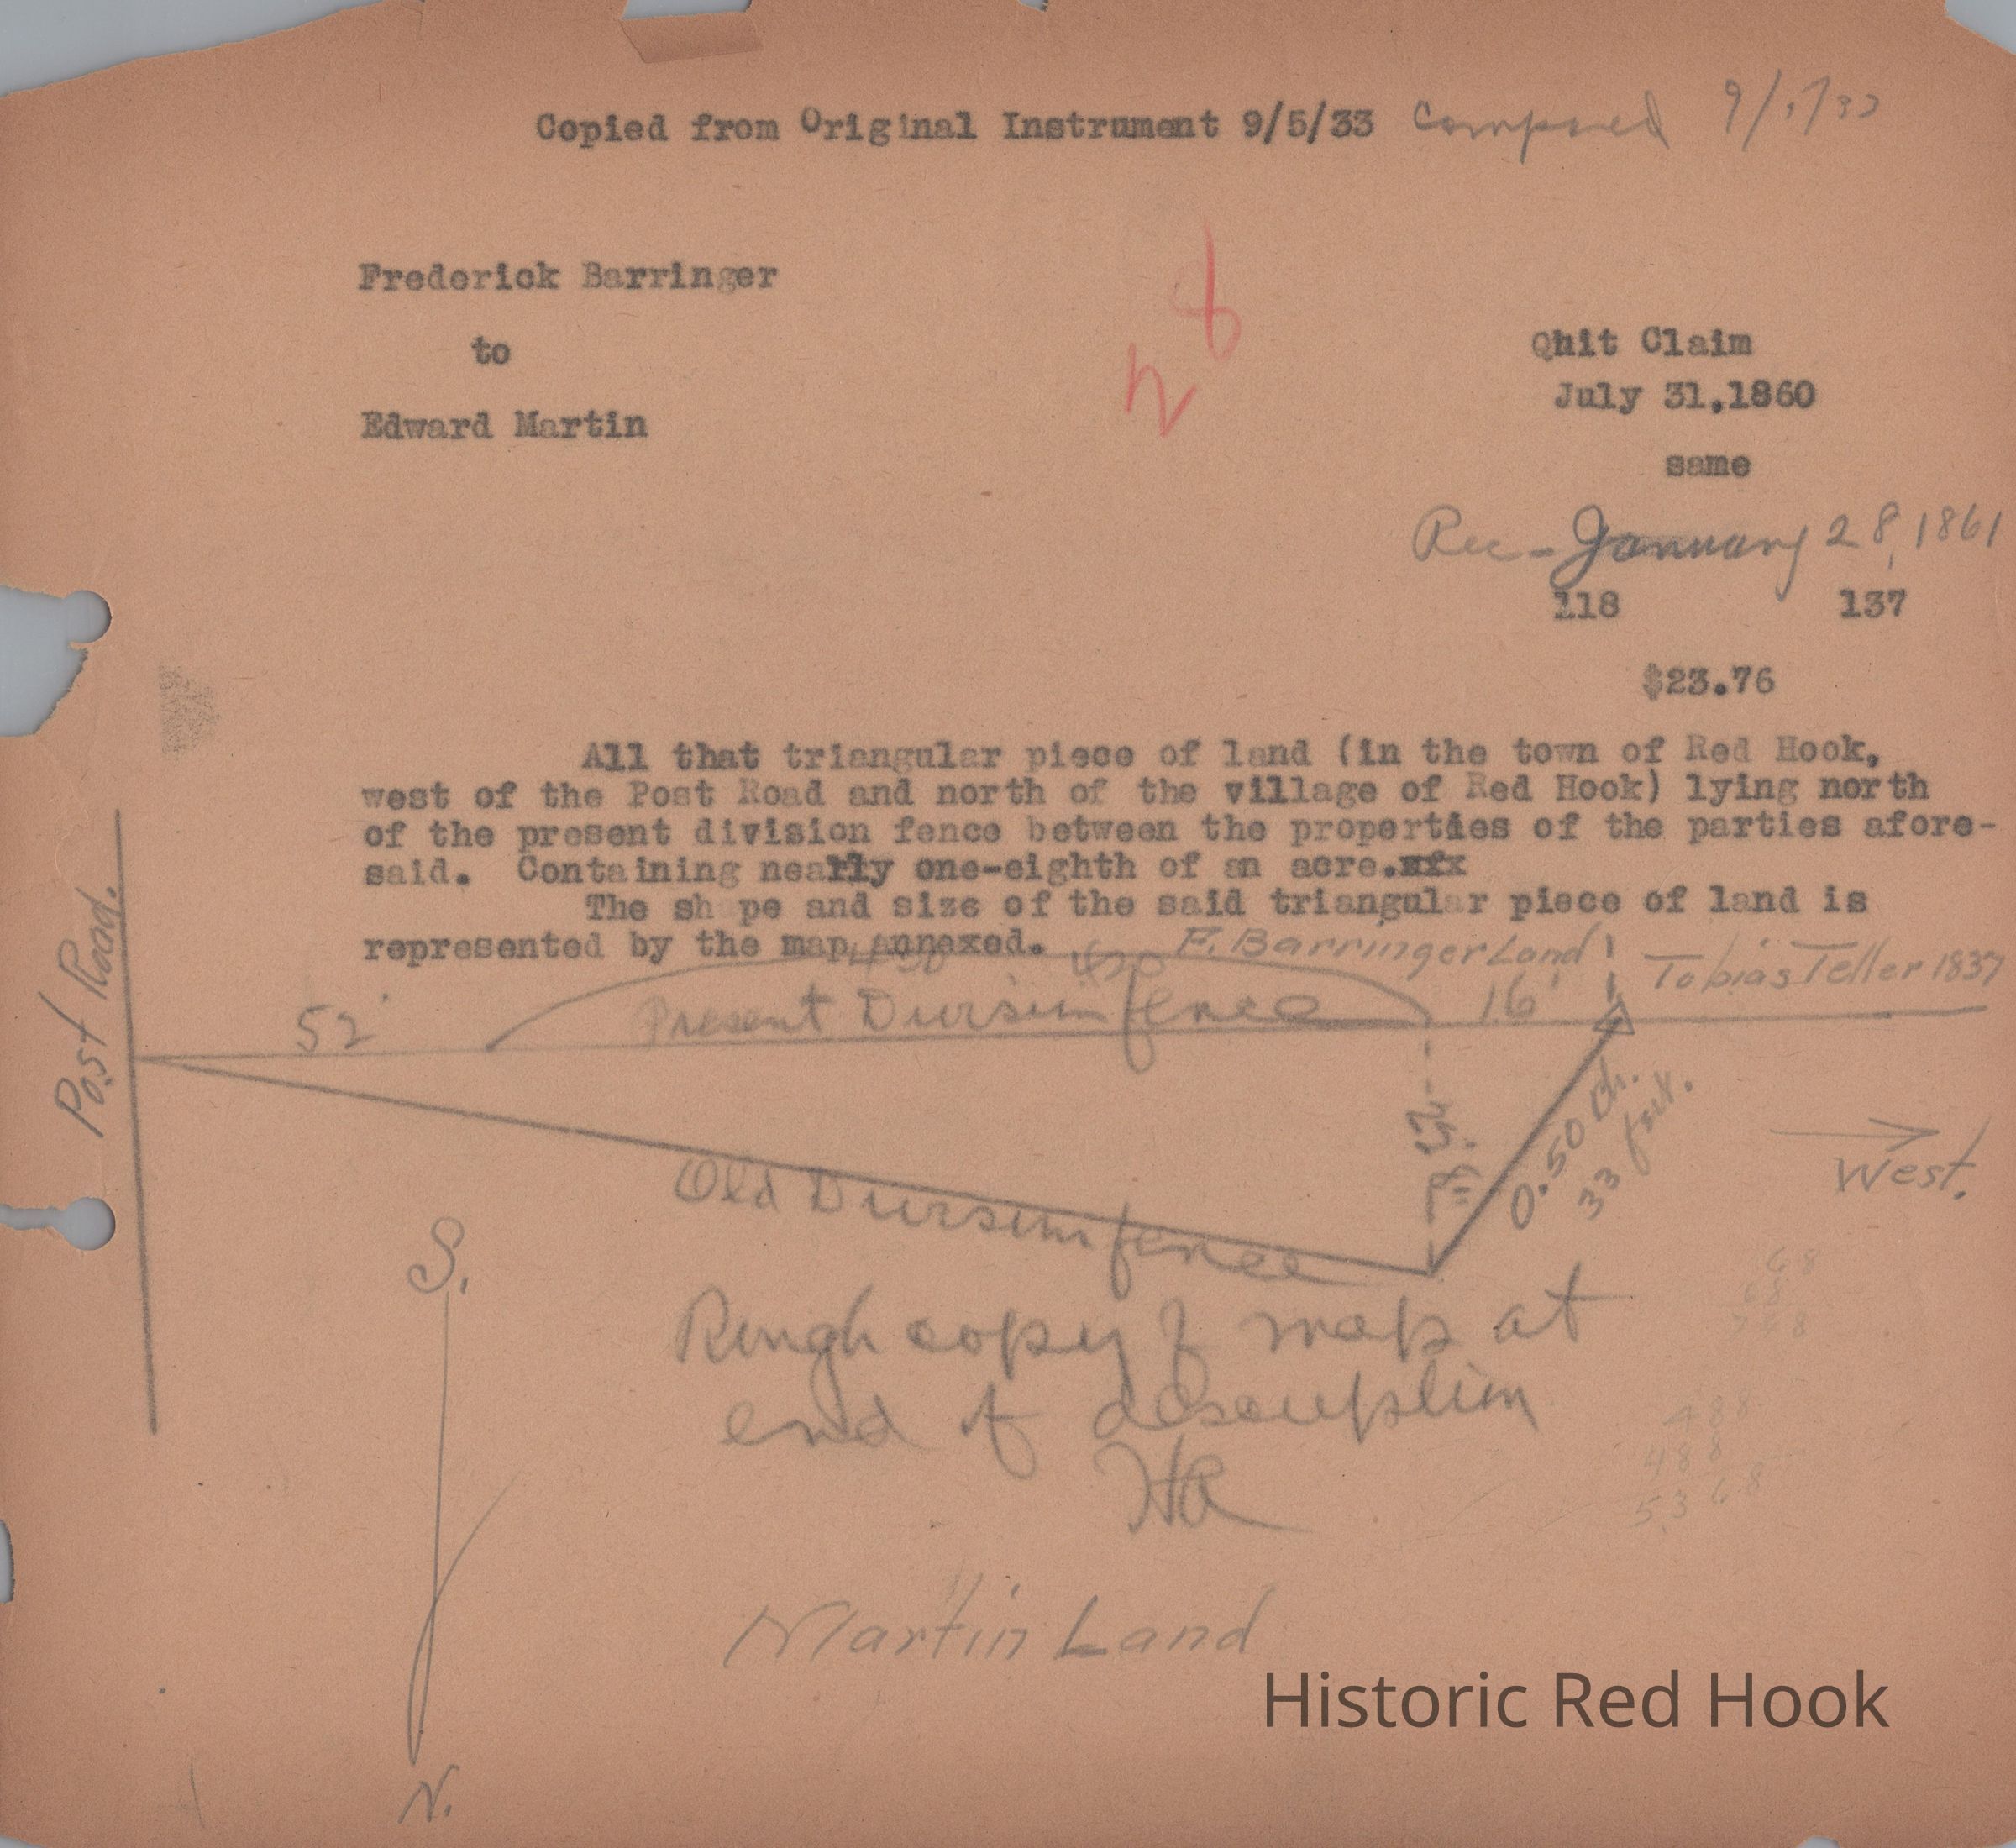 Copied from Original Instrument 9/5/33 Compared
Frederick Barringer
to
Edward Martin
Qhit Claim
July 31,1860
same
Rec - January 28, 1861
118 137
$23.76
All that triangular piece of land (in the town of Red Hook,
west of the Post Road and north of the village of Red Hook) lying north
of the present division fence between the properties of the parties afore-
said. Containing nearly one-eighth of an acre.
The shape and size of the said triangular piece of land is
represented by the map annexed.
F. Barringer Land
Tobias Teller 1837
Post Road.
52'
Present Division fence
16'
0.50 Ch.
33 feet.
West.
Old Division fence
S.
Rough copy of map at
end of description
HR
68
68
488
488
5368
Martin Land
N.
Historic Red Hook